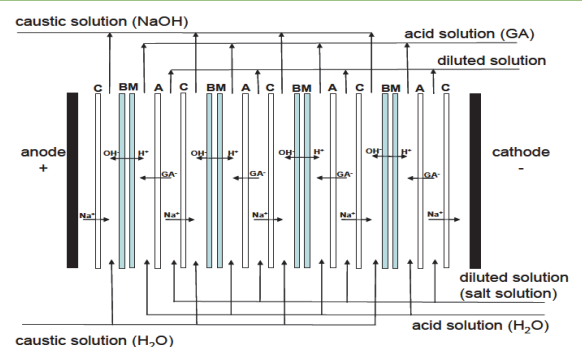 caustic solution (NaOH)
acid solution (GA)
diluted solution
C BM A C BM A C BM A C BM A C
anode
+
cathode
-
OH- H+ OH- H+ OH- H+ OH- H+
GA- GA- GA- GA-
Na+ Na+ Na+ Na+ Na+
diluted solution
(salt solution)
acid solution (H2O)
caustic solution (H2O)